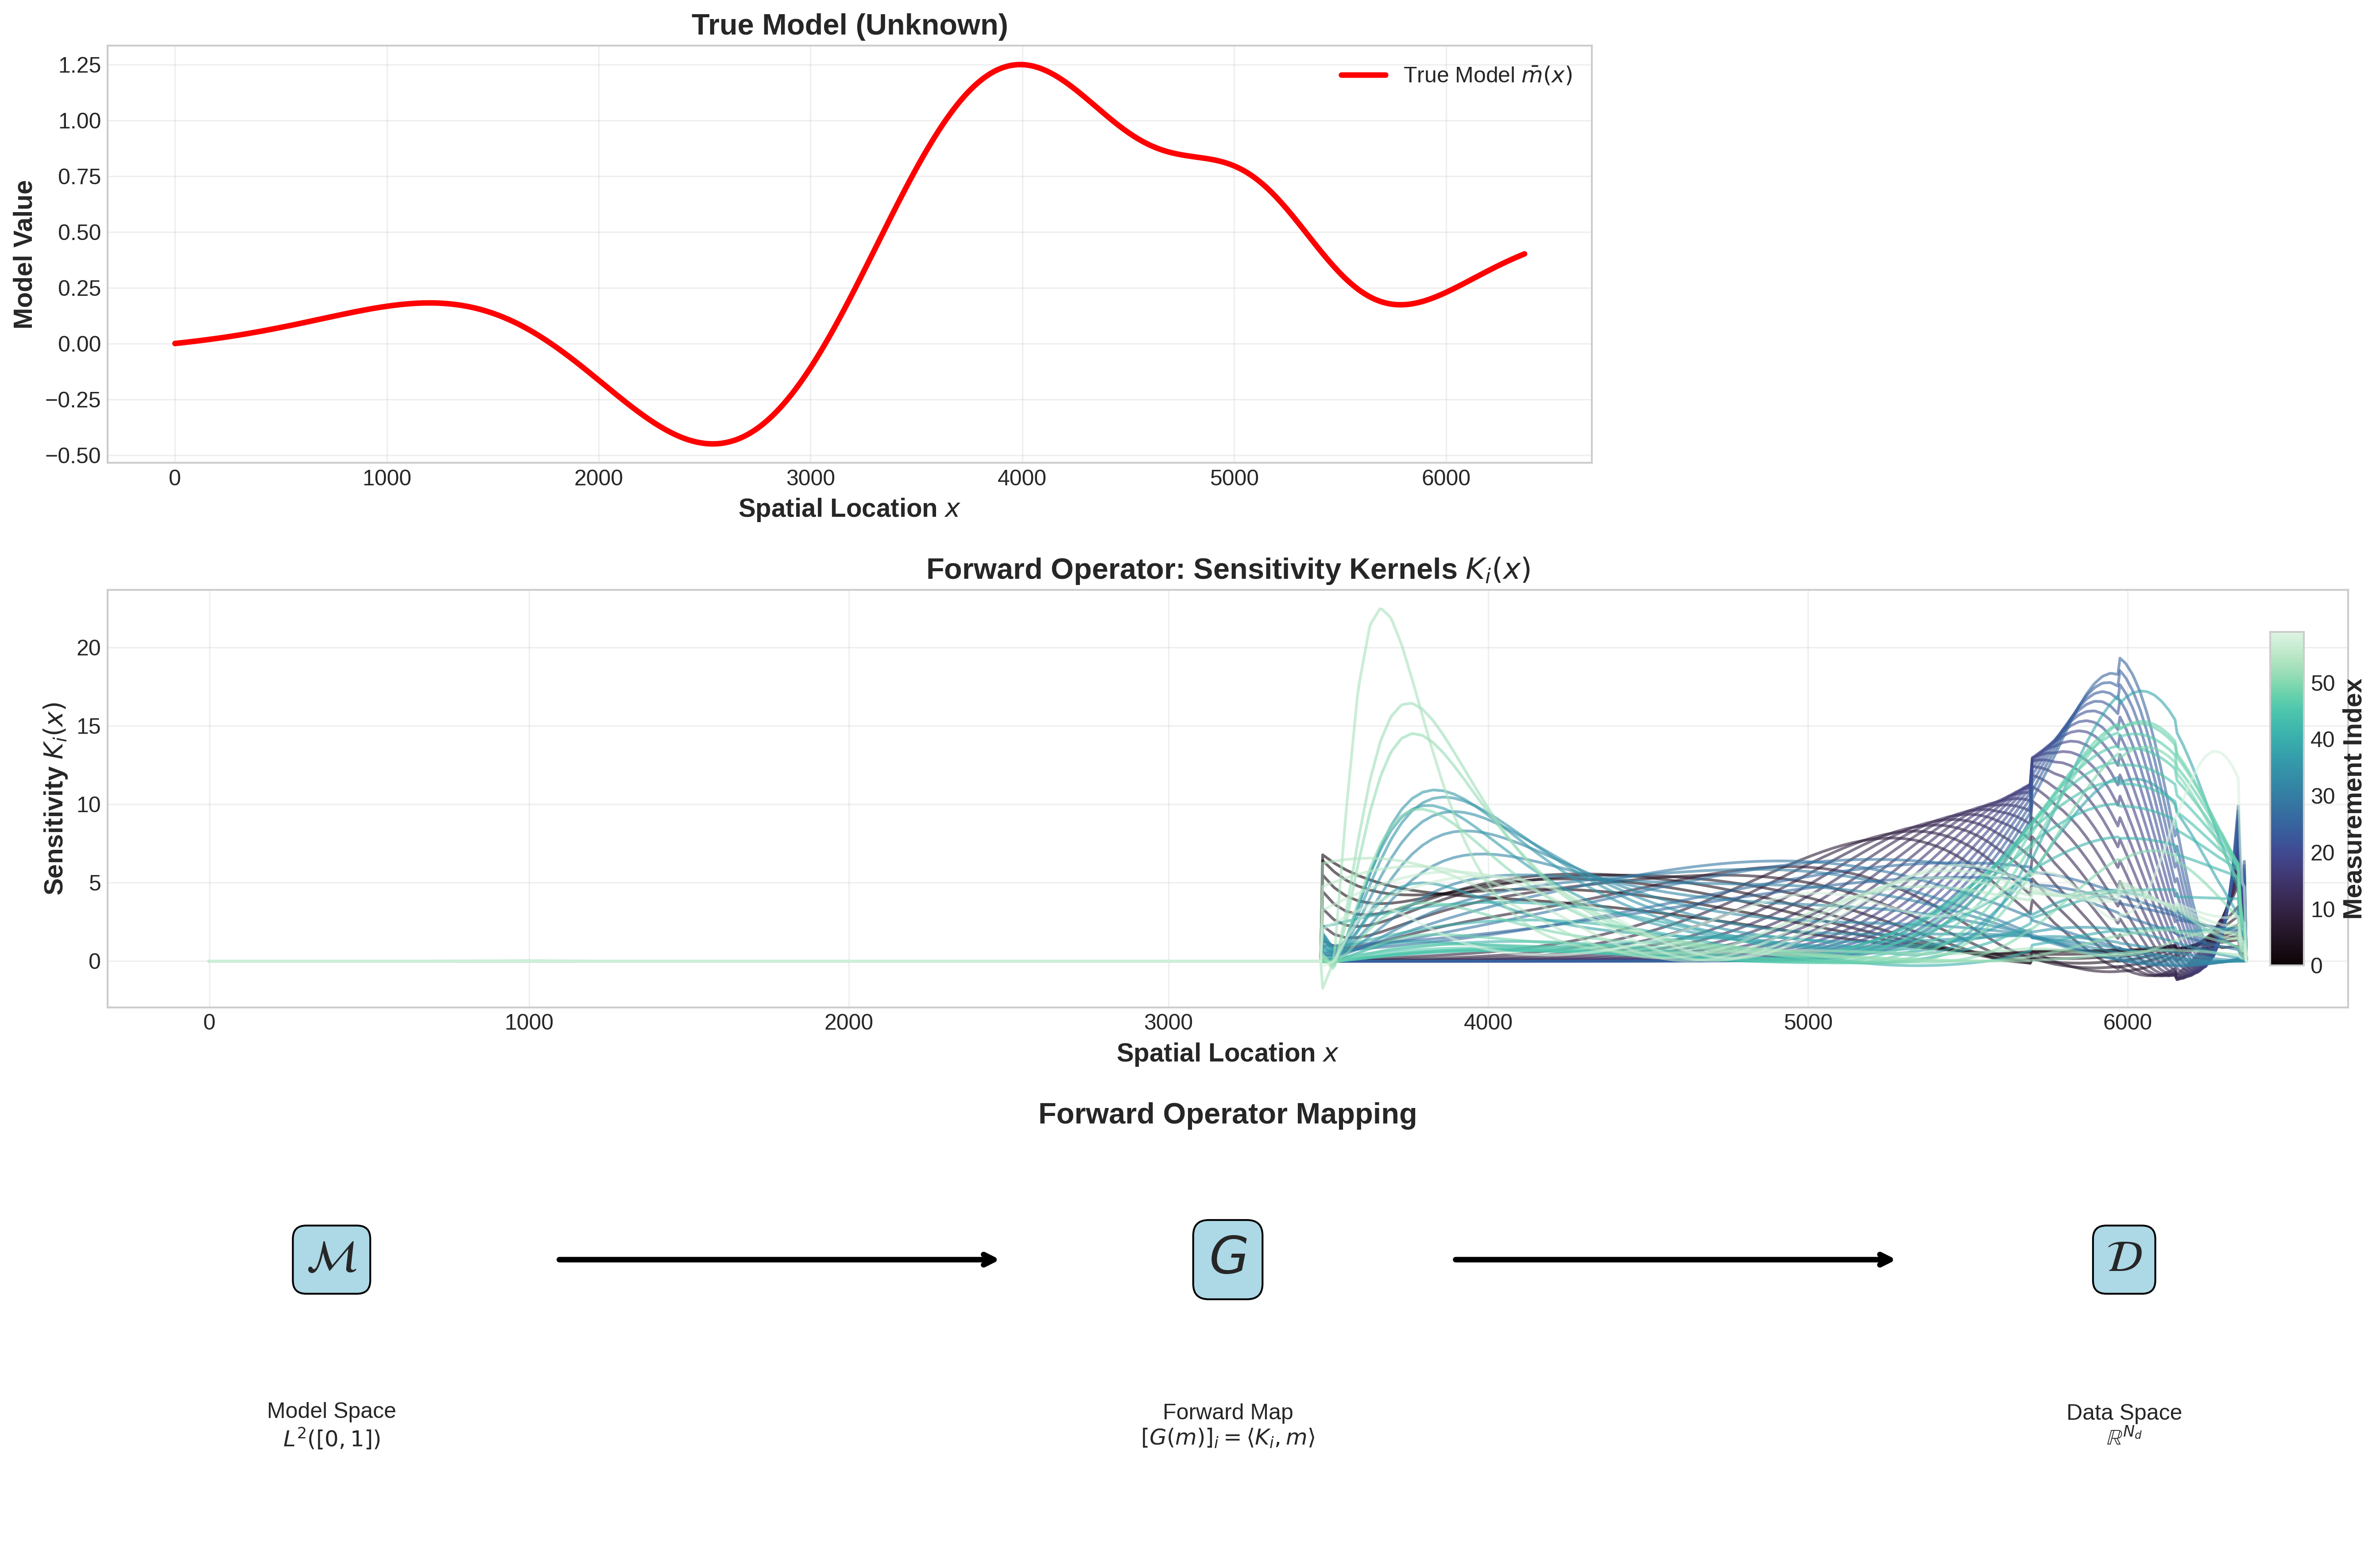 True Model (Unknown)
True Model m̄(x)
Model Value
1.25
1.00
0.75
0.50
0.25
0.00
−0.25
−0.50
0 1000 2000 3000 4000 5000 6000
Spatial Location x
Forward Operator: Sensitivity Kernels Kᵢ(x)
Sensitivity Kᵢ(x)
20
15
10
5
0
0 1000 2000 3000 4000 5000 6000
Spatial Location x
50
40
30
20
10
0
Measurement Index
Forward Operator Mapping
ℳ G 𝒟
Model Space
L²([0, 1])
Forward Map
[G(m)]ᵢ = ⟨Kᵢ, m⟩
Data Space
ℝ^{N_d}